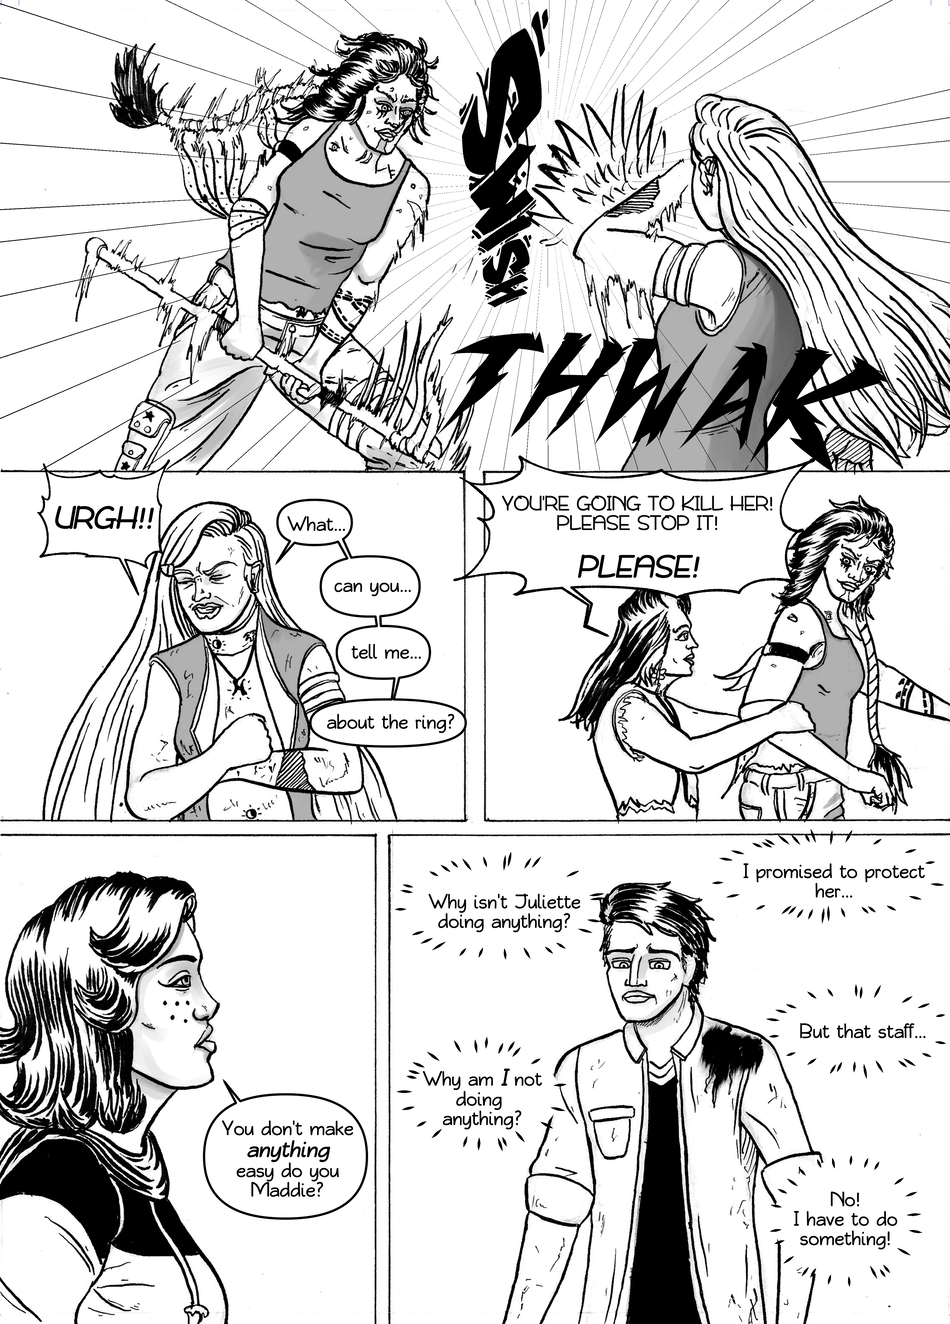 SWISH
THWAK
URGH!!
What...
can you...
tell me...
about the ring?
YOU'RE GOING TO KILL HER!
PLEASE STOP IT!
PLEASE!
You don't make
anything
easy do you
Maddie?
Why isn't Juliette
doing anything?
I promised to protect
her...
But that staff...
Why am I not
doing
anything?
No!
I have to do
something!